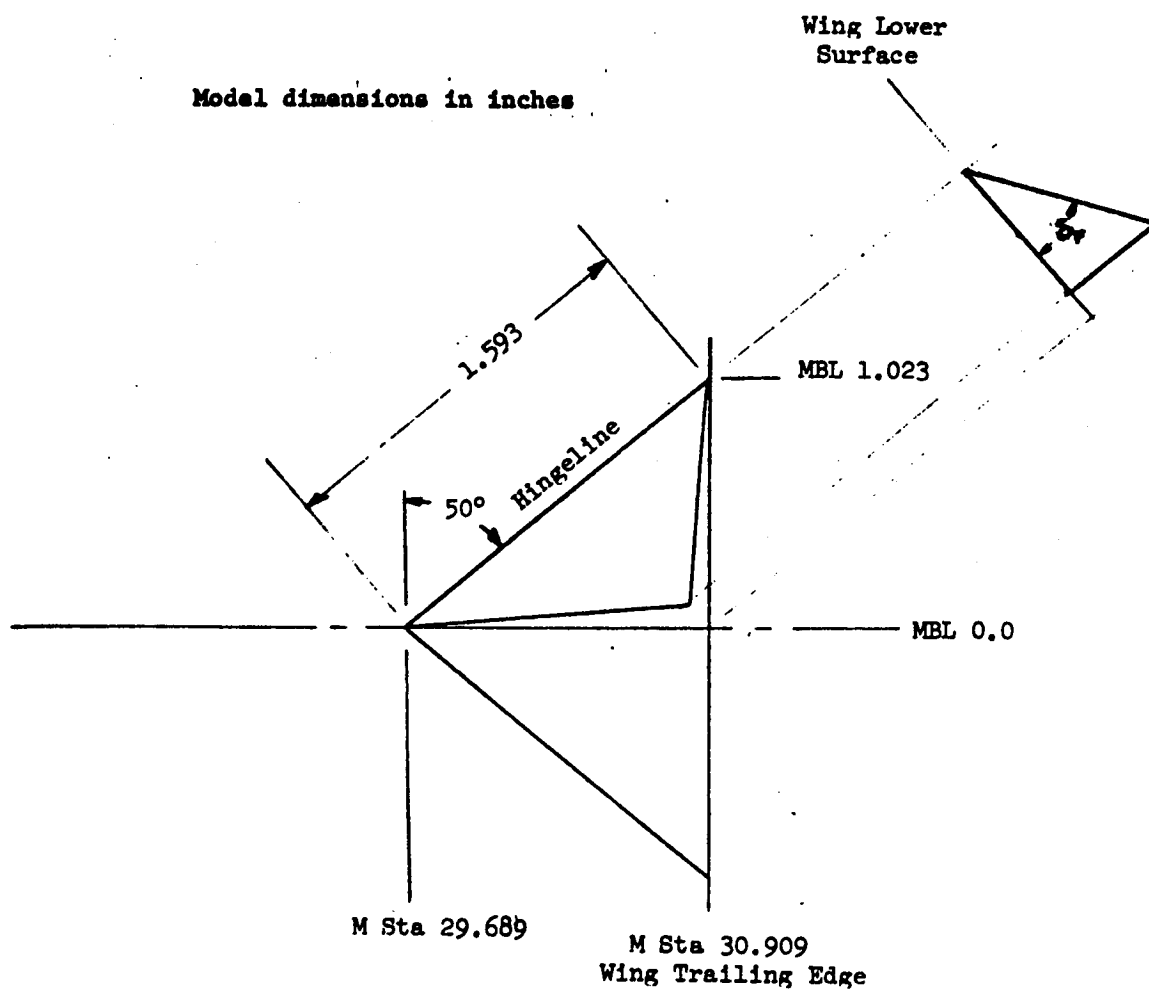 Wing Lower
Surface
Model dimensions in inches
1.593
MBL 1.023
Hingeline
50°
MBL 0.0
M Sta 29.689
M Sta 30.909
Wing Trailing Edge